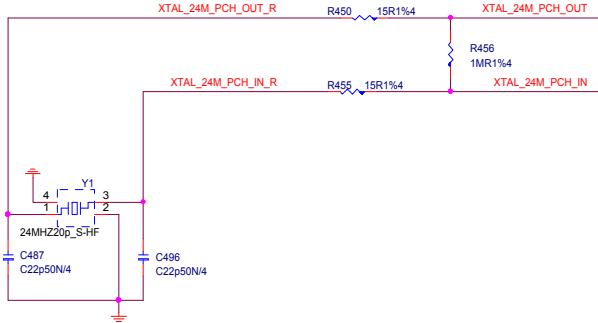 XTAL_24M_PCH_OUT_R
R450
15R1%4
XTAL_24M_PCH_OUT
R456
1MR1%4
XTAL_24M_PCH_IN_R
R455
15R1%4
XTAL_24M_PCH_IN
Y1
4
3
1
2
24MHZ20p_S-HF
C487
C22p50N/4
C496
C22p50N/4